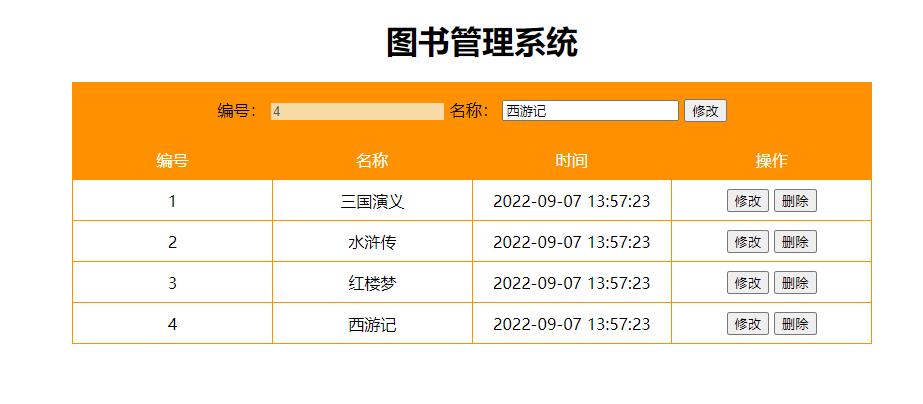 图书管理系统
编号： 4 名称： 西游记 修改
编号 名称 时间 操作
1 三国演义 2022-09-07 13:57:23 修改 删除
2 水浒传 2022-09-07 13:57:23 修改 删除
3 红楼梦 2022-09-07 13:57:23 修改 删除
4 西游记 2022-09-07 13:57:23 修改 删除